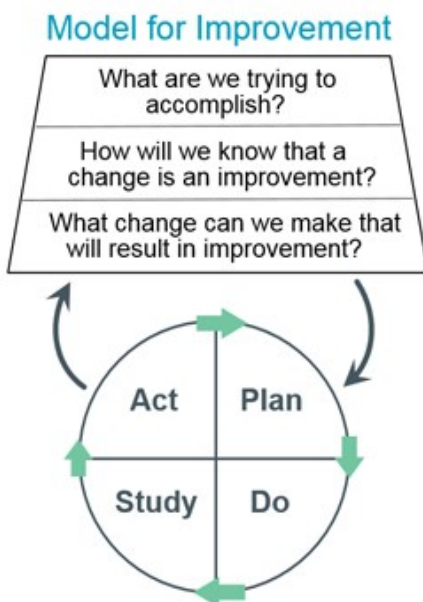 Model for Improvement
What are we trying to
accomplish?
How will we know that a
change is an improvement?
What change can we make that
will result in improvement?
Act
Plan
Study
Do